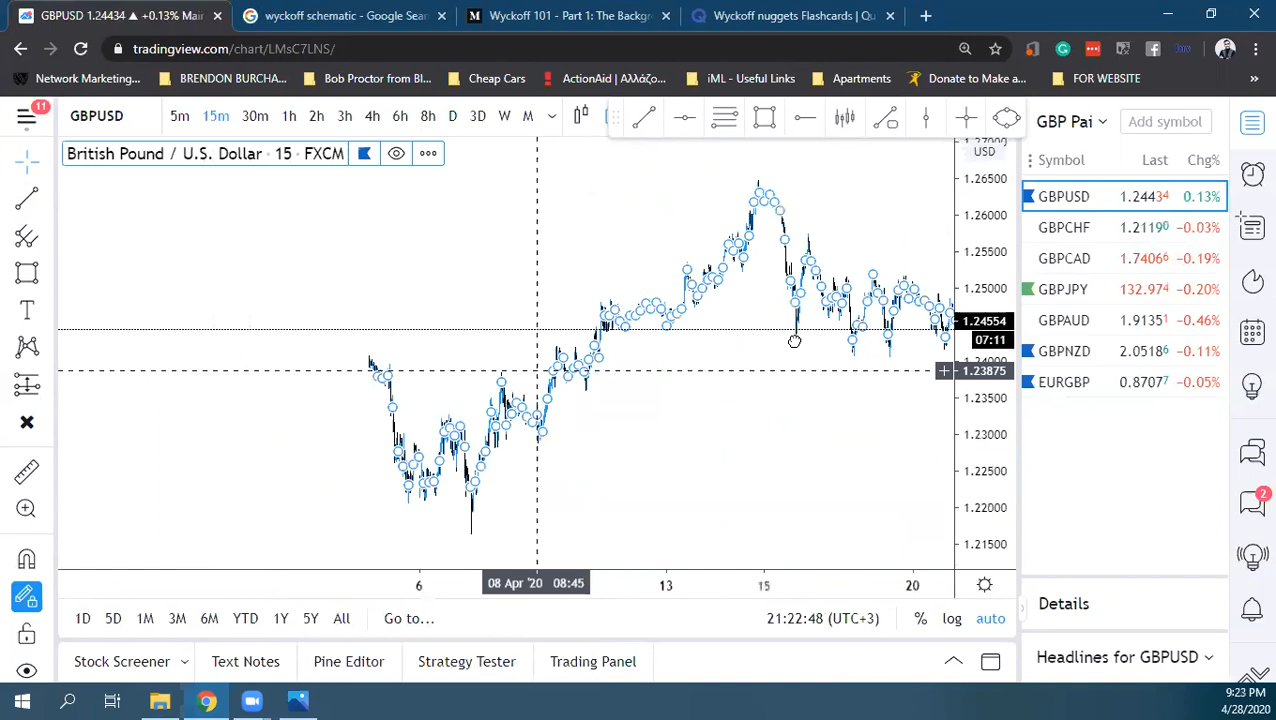 GBPUSD 1.24434 ▲ +0.13% Mai
wyckoff schematic - Google Sear
Wyckoff 101 - Part 1: The Backgr
Wyckoff nuggets Flashcards | Qu
tradingview.com/chart/LMsC7LNS/
Network Marketing...
BRENDON BURCHA...
Bob Proctor from Bl...
Cheap Cars
ActionAid | Αλλάζο...
iML - Useful Links
Apartments
Donate to Make a...
FOR WEBSITE
»
11
GBPUSD
5m 15m 30m 1h 2h 3h 4h 6h 8h D 3D W M
GBP Pai
Add symbol
British Pound / U.S. Dollar · 15 · FXCM
USD
Symbol Last Chg%
GBPUSD 1.24434 0.13%
GBPCHF 1.21190 −0.03%
GBPCAD 1.74066 −0.19%
GBPJPY 132.974 −0.20%
GBPAUD 1.91351 −0.46%
GBPNZD 2.05186 −0.11%
EURGBP 0.87077 −0.05%
1.26500
1.26000
1.25500
1.25000
1.24554
07:11
1.23875
1.23500
1.23000
1.22500
1.22000
1.21500
2
6
08 Apr '20 08:45
13
15
20
1D 5D 1M 3M 6M YTD 1Y 5Y All Go to...
21:22:48 (UTC+3) % log auto
Details
Stock Screener
Text Notes
Pine Editor
Strategy Tester
Trading Panel
Headlines for GBPUSD
9:23 PM
4/28/2020